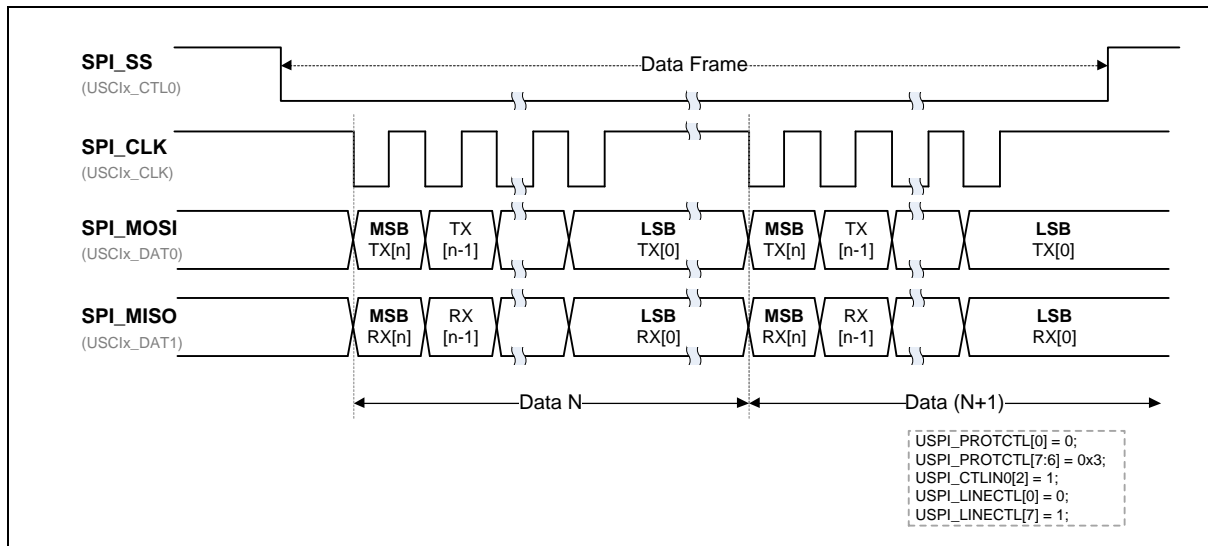 SPI_SS
(USCIx_CTL0)
Data Frame
SPI_CLK
(USCIx_CLK)
SPI_MOSI
(USCIx_DAT0)
MSB TX LSB MSB TX LSB
TX[n] [n-1] TX[0] TX[n] [n-1] TX[0]
SPI_MISO
(USCIx_DAT1)
MSB RX LSB MSB RX LSB
RX[n] [n-1] RX[0] RX[n] [n-1] RX[0]
Data N Data (N+1)
USPI_PROTCTL[0] = 0;
USPI_PROTCTL[7:6] = 0x3;
USPI_CTLIN0[2] = 1;
USPI_LINECTL[0] = 0;
USPI_LINECTL[7] = 1;